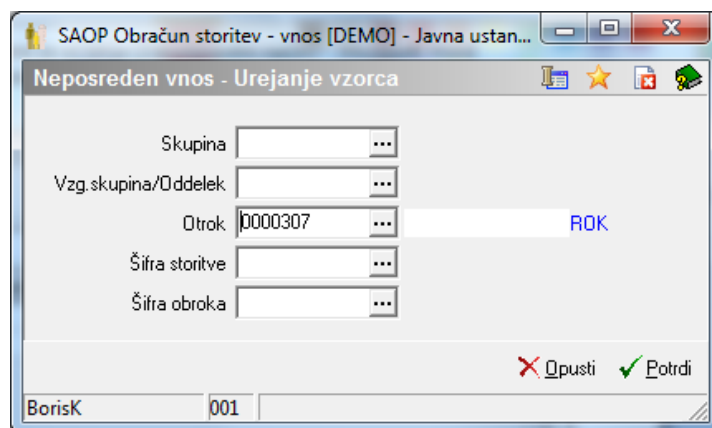 SAOP Obračun storitev - vnos [DEMO] - Javna ustan...
Neposreden vnos - Urejanje vzorca
Skupina ...
Vzg.skupina/Oddelek ...
Otrok 0000307 ... ROK
Šifra storitve ...
Šifra obroka ...
Opusti Potrdi
BorisK 001